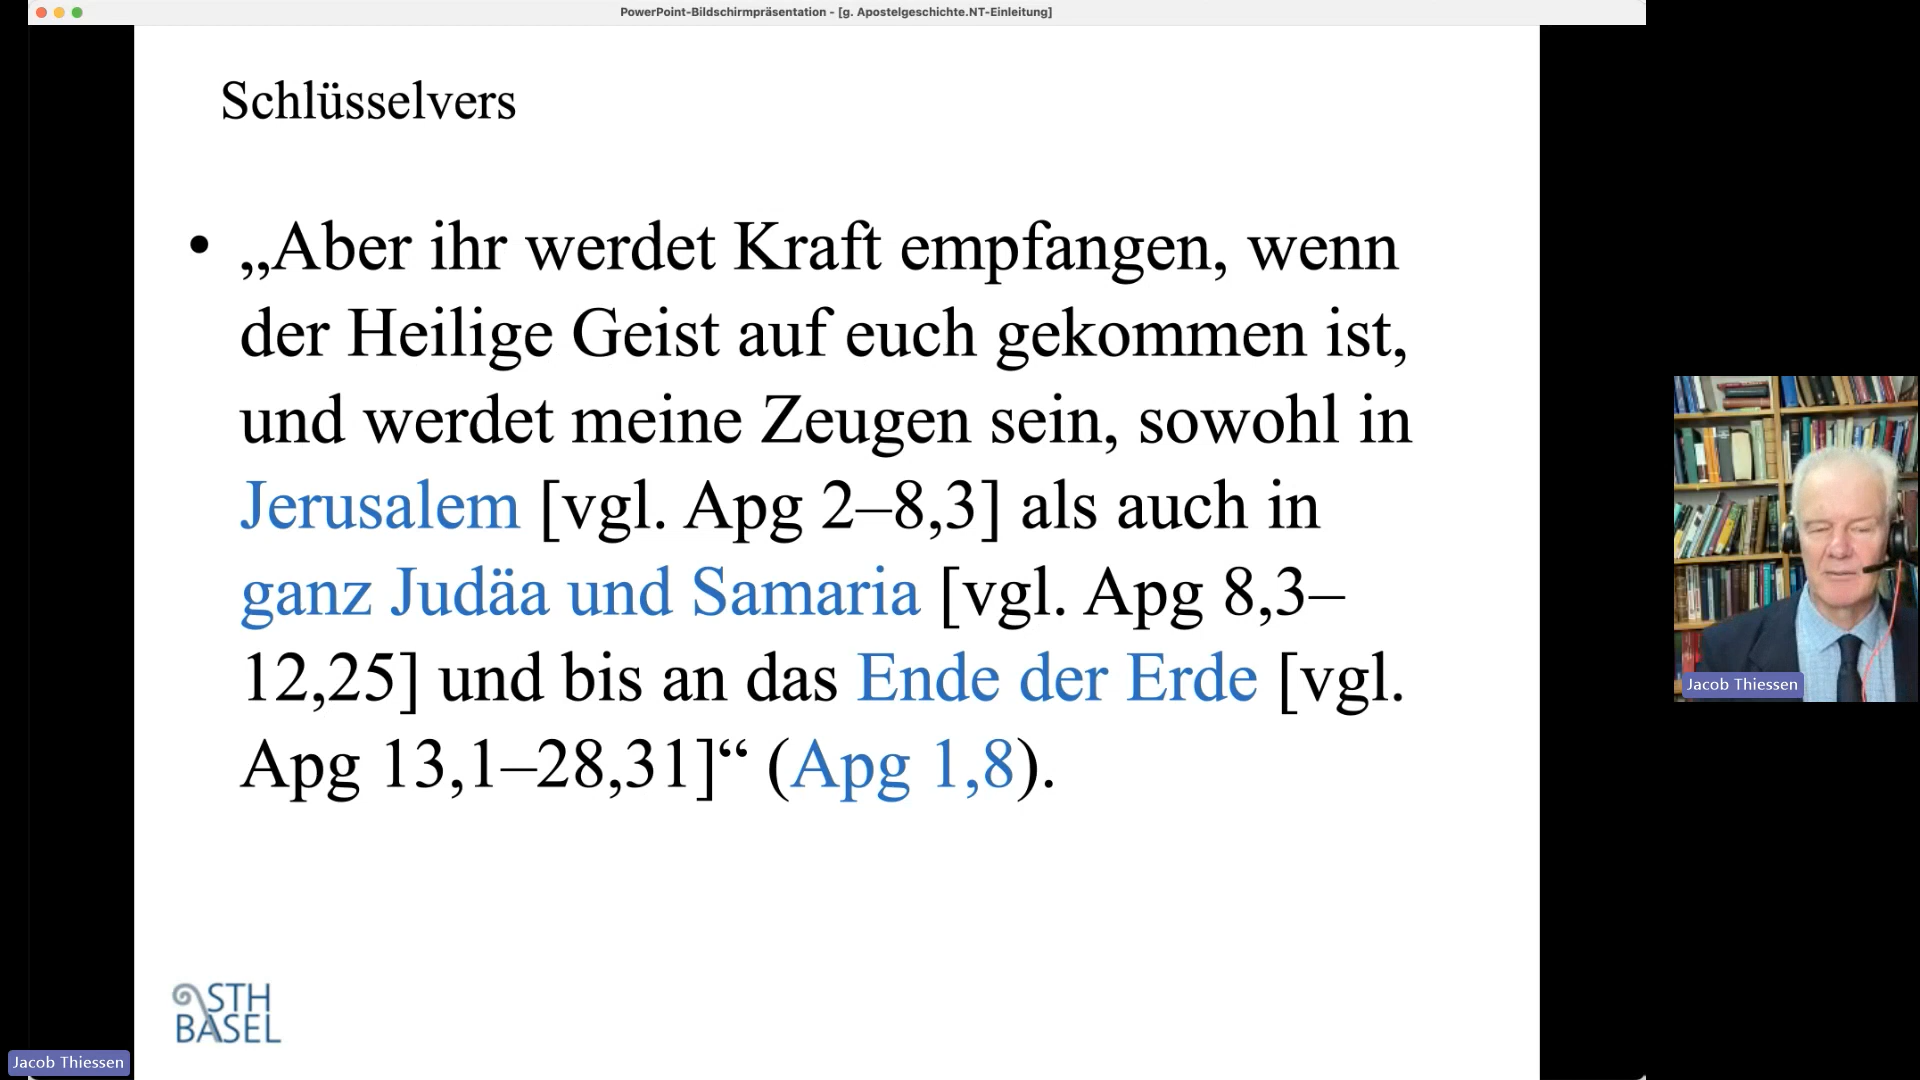 PowerPoint-Bildschirmpräsentation - [g. Apostelgeschichte.NT-Einleitung]
Schlüsselvers
• „Aber ihr werdet Kraft empfangen, wenn
der Heilige Geist auf euch gekommen ist,
und werdet meine Zeugen sein, sowohl in
Jerusalem [vgl. Apg 2–8,3] als auch in
ganz Judäa und Samaria [vgl. Apg 8,3–
12,25] und bis an das Ende der Erde [vgl.
Apg 13,1–28,31]“ (Apg 1,8).
STH
BASEL
Jacob Thiessen
Jacob Thiessen